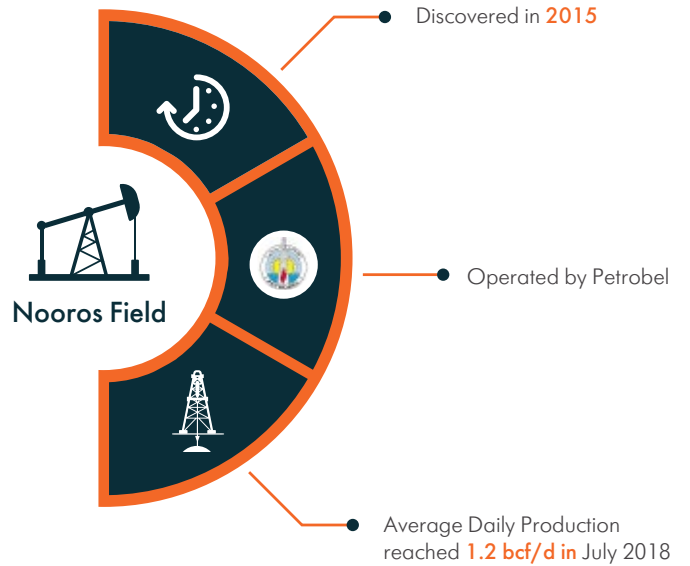 Discovered in 2015
Nooros Field
Operated by Petrobel
Average Daily Production
reached 1.2 bcf/d in July 2018